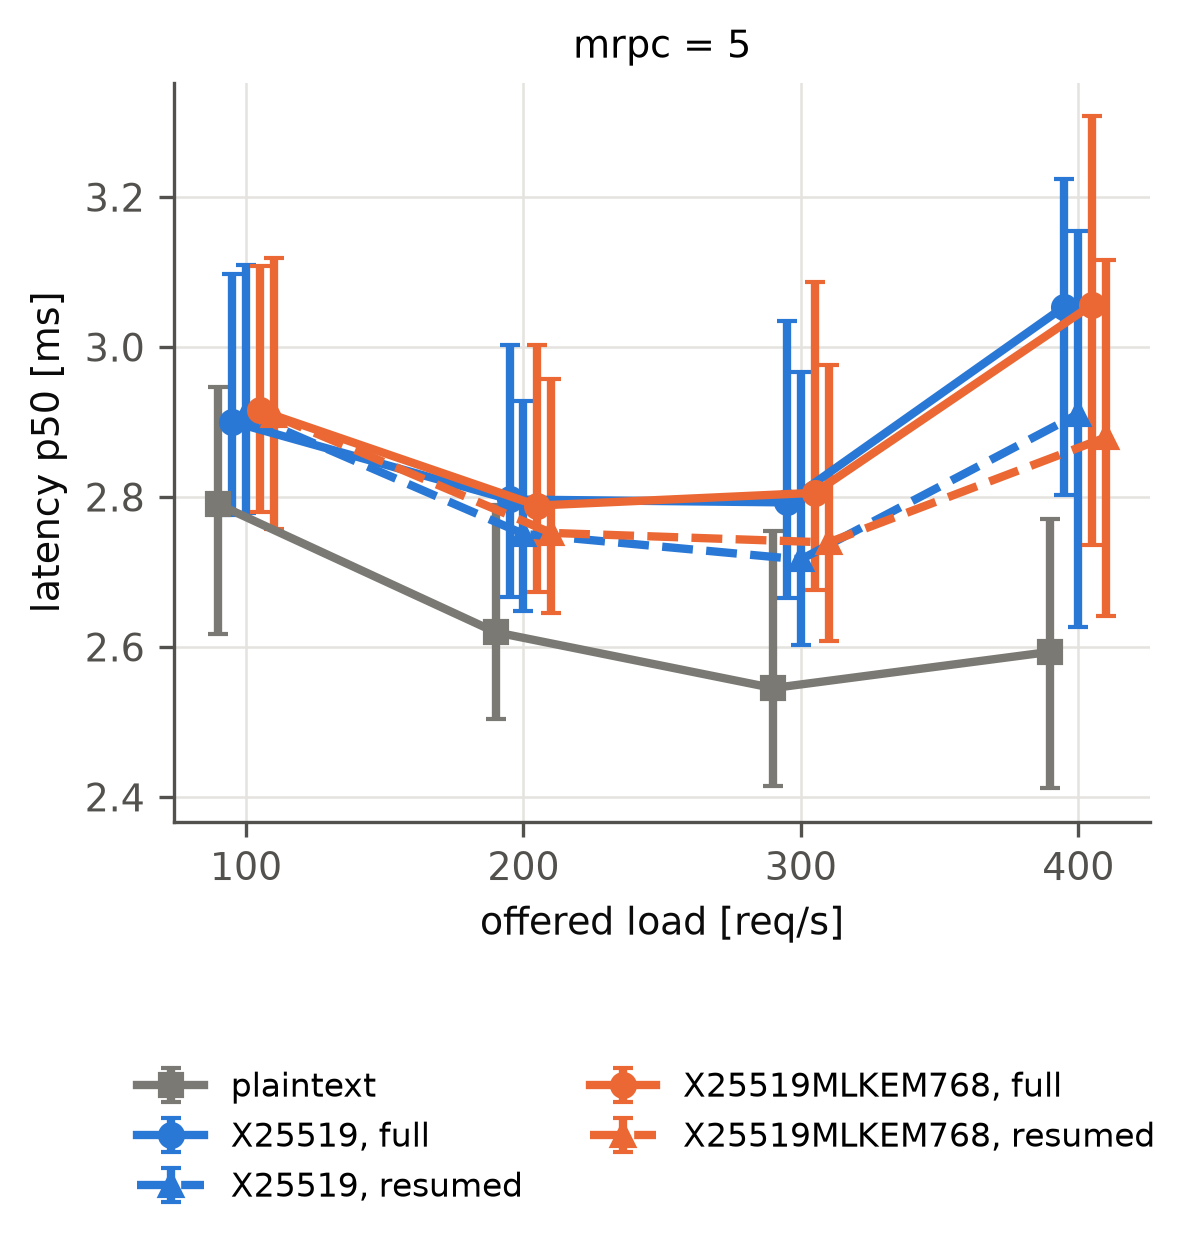 mrpc = 5
latency p50 [ms]
3.2
3.0
2.8
2.6
2.4
100 200 300 400
offered load [req/s]
plaintext
X25519, full
X25519, resumed
X25519MLKEM768, full
X25519MLKEM768, resumed